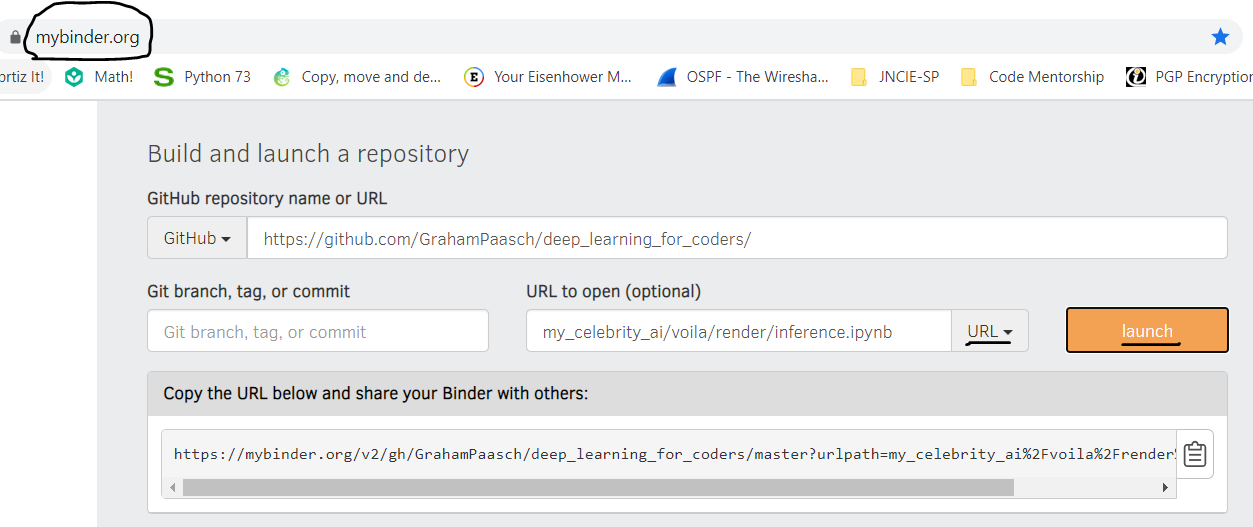 mybinder.org
ortiz It! Math! Python 73 Copy, move and de... Your Eisenhower M... OSPF - The Wiresha... JNCIE-SP Code Mentorship PGP Encryption
Build and launch a repository
GitHub repository name or URL
GitHub https://github.com/GrahamPaasch/deep_learning_for_coders/
Git branch, tag, or commit URL to open (optional)
Git branch, tag, or commit my_celebrity_ai/voila/render/inference.ipynb URL launch
Copy the URL below and share your Binder with others:
https://mybinder.org/v2/gh/GrahamPaasch/deep_learning_for_coders/master?urlpath=my_celebrity_ai%2Fvoila%2Frender